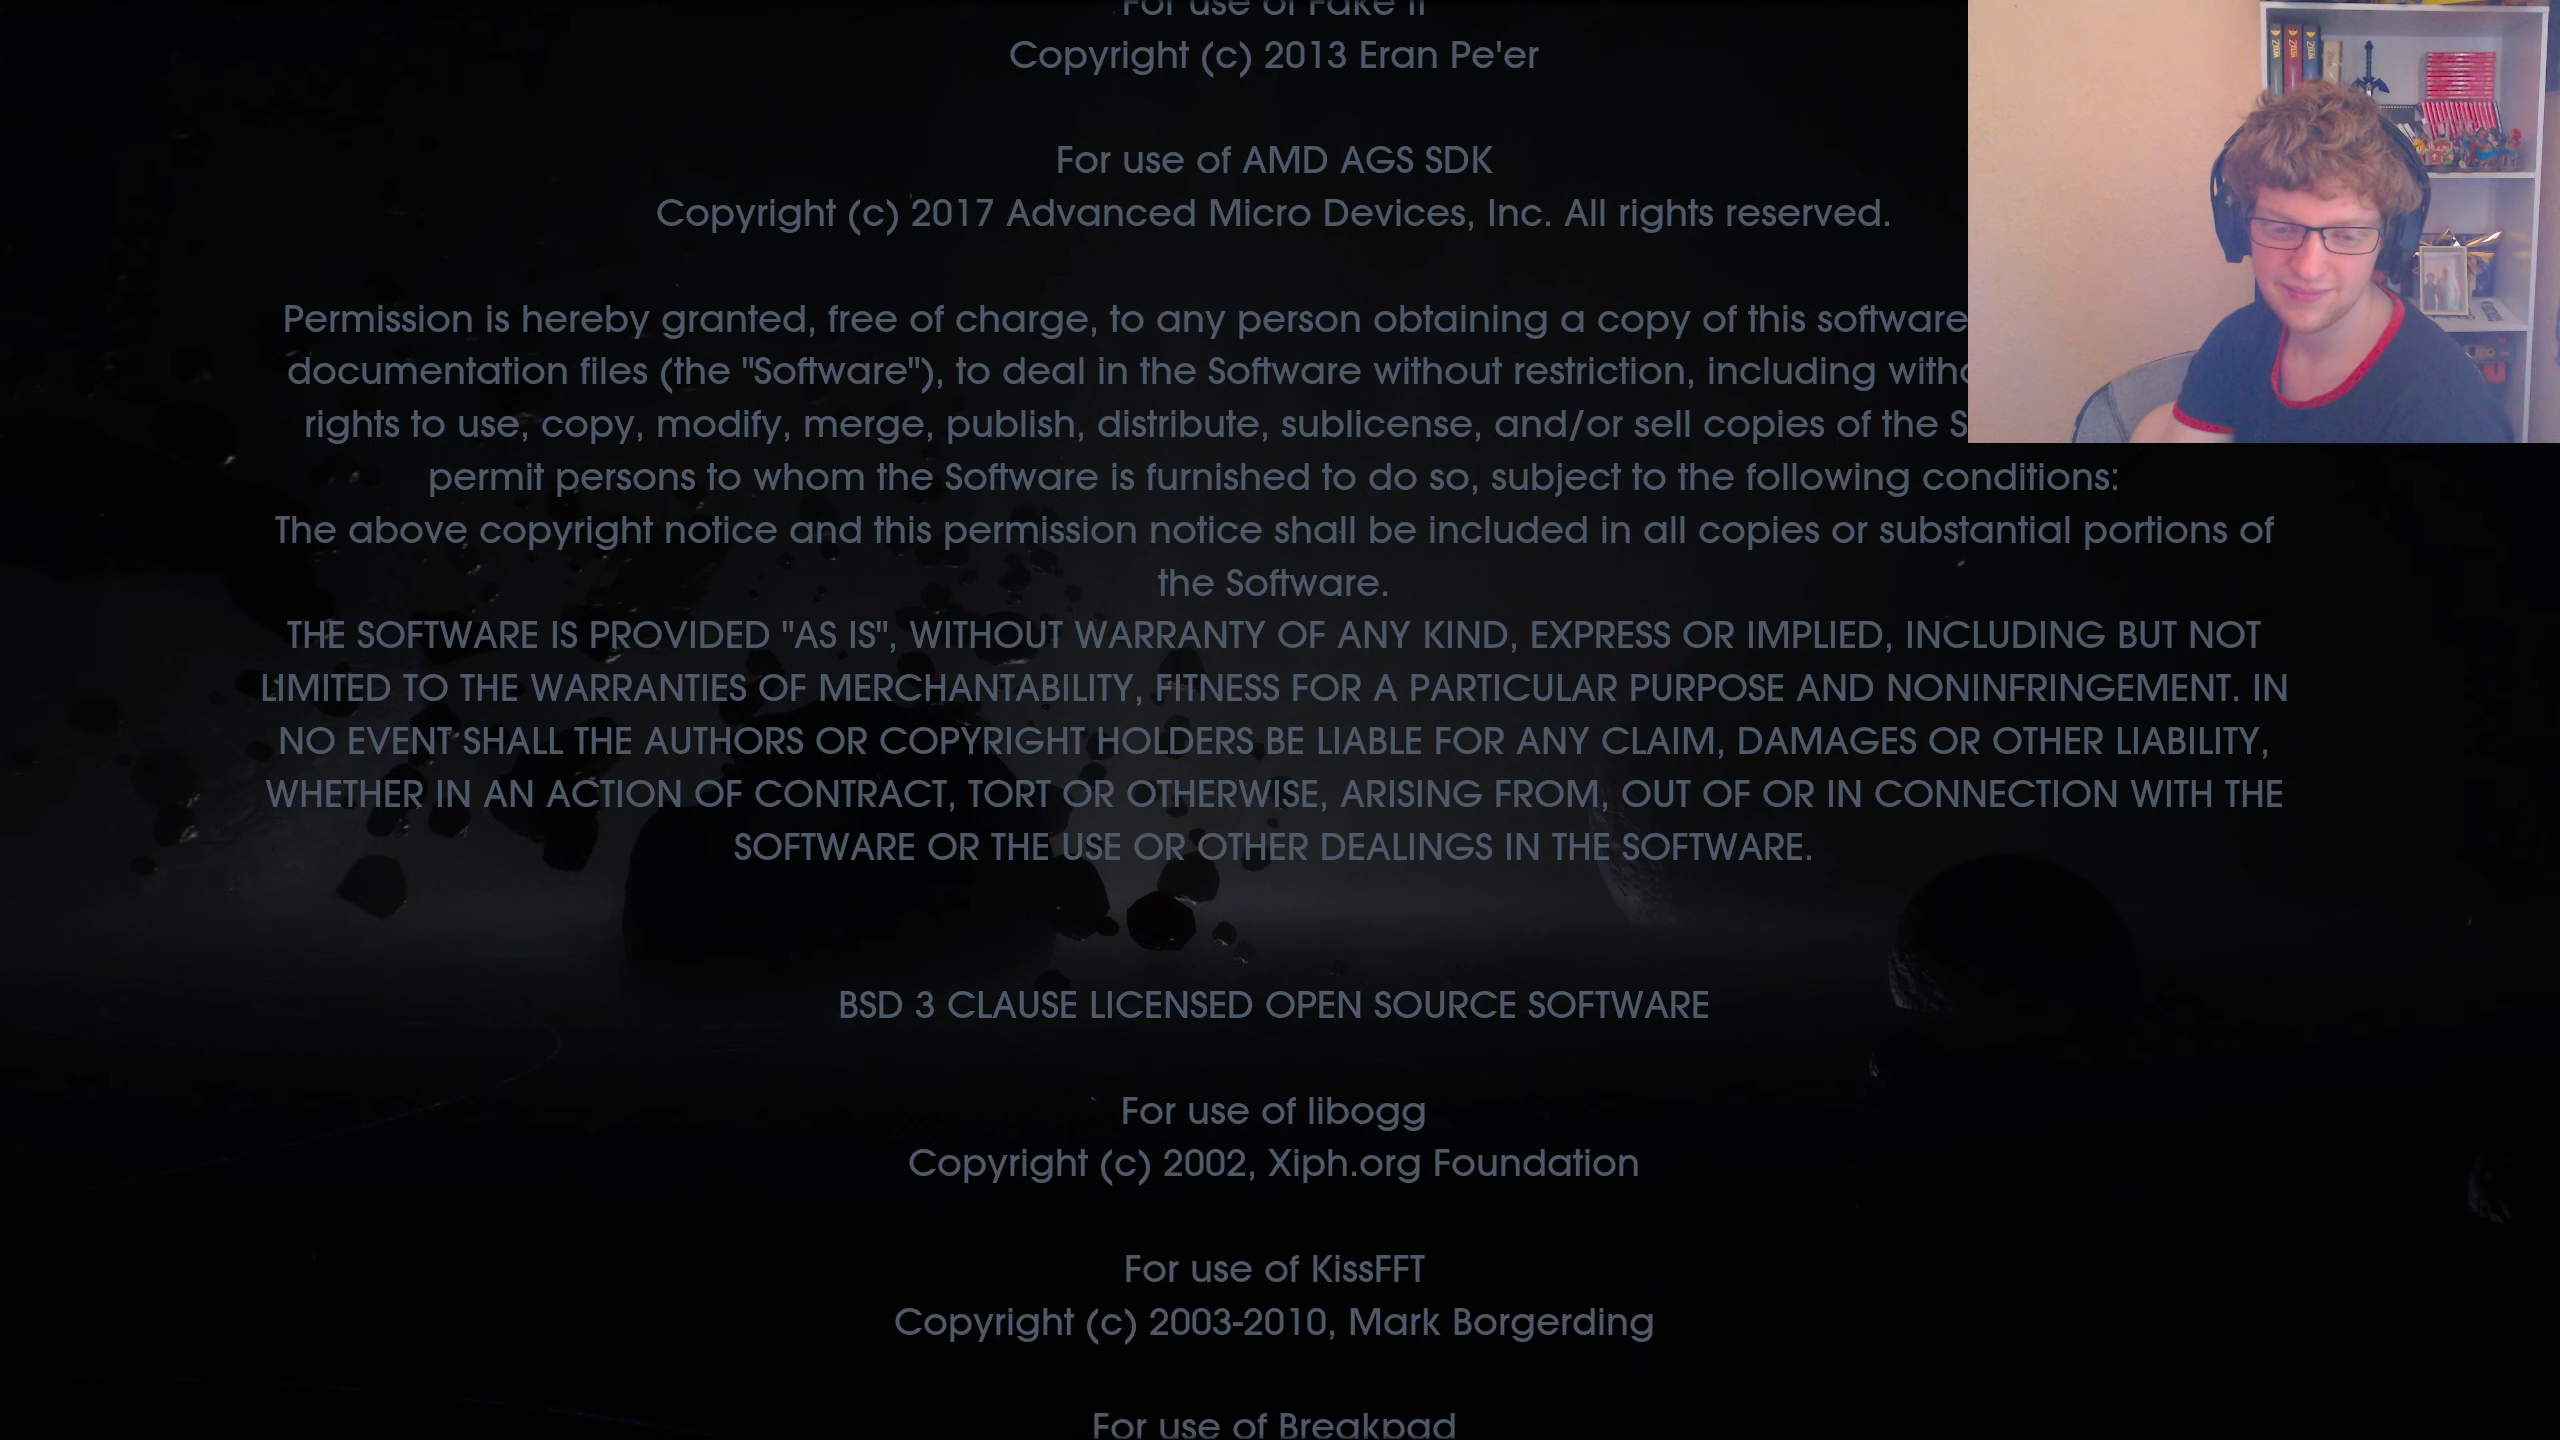 For use of Fake It
Copyright (c) 2013 Eran Pe'er
For use of AMD AGS SDK
Copyright (c) 2017 Advanced Micro Devices, Inc. All rights reserved.
Permission is hereby granted, free of charge, to any person obtaining a copy of this software
documentation files (the "Software"), to deal in the Software without restriction, including
rights to use, copy, modify, merge, publish, distribute, sublicense, and/or sell copies of the
permit persons to whom the Software is furnished to do so, subject to the following conditions:
The above copyright notice and this permission notice shall be included in all copies or substantial portions of
the Software.
THE SOFTWARE IS PROVIDED "AS IS", WITHOUT WARRANTY OF ANY KIND, EXPRESS OR IMPLIED, INCLUDING BUT NOT
LIMITED TO THE WARRANTIES OF MERCHANTABILITY, FITNESS FOR A PARTICULAR PURPOSE AND NONINFRINGEMENT. IN
NO EVENT SHALL THE AUTHORS OR COPYRIGHT HOLDERS BE LIABLE FOR ANY CLAIM, DAMAGES OR OTHER LIABILITY,
WHETHER IN AN ACTION OF CONTRACT, TORT OR OTHERWISE, ARISING FROM, OUT OF OR IN CONNECTION WITH THE
SOFTWARE OR THE USE OR OTHER DEALINGS IN THE SOFTWARE.
BSD 3 CLAUSE LICENSED OPEN SOURCE SOFTWARE
For use of libogg
Copyright (c) 2002, Xiph.org Foundation
For use of KissFFT
Copyright (c) 2003-2010, Mark Borgerding
For use of Breakpad